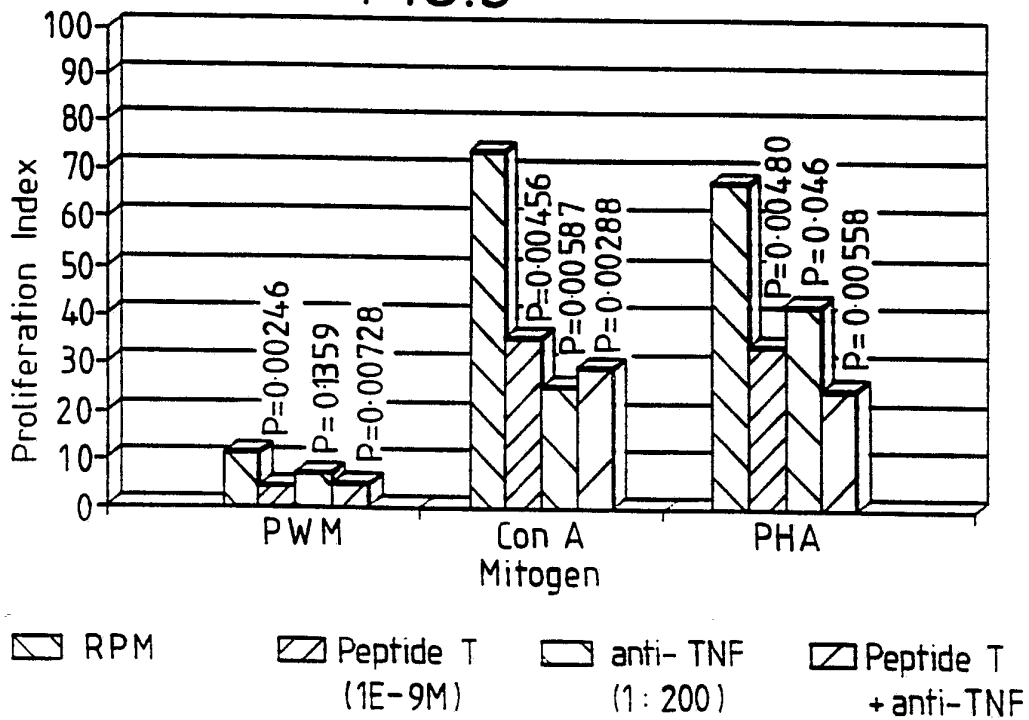 100
90
80
70
60
50
40
30
20
10
0
Proliferation Index
P=0·00246
P=0·1359
P=0·00728
P=0·00456
P=0·00587
P=0·00288
P=0·00480
P=0·046
P=0·00558
PWM
Con A
PHA
Mitogen
RPM
Peptide T
(1E-9M)
anti-TNF
(1:200)
Peptide T
+anti-TNF